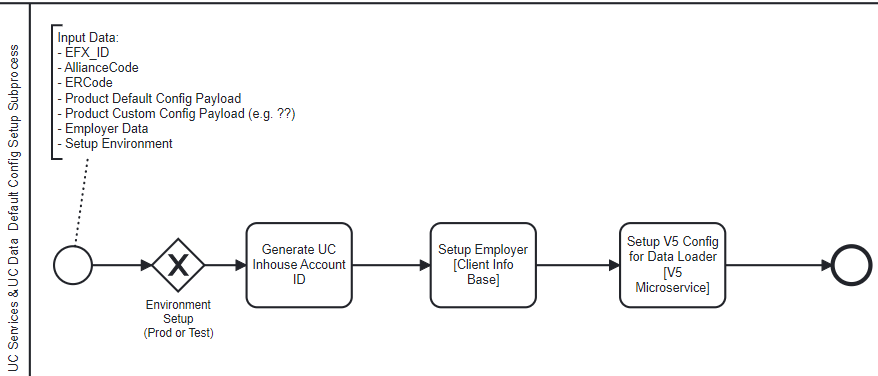 UC Services & UC Data  Default Config Setup Subprocess
Input Data:
- EFX_ID
- AllianceCode
- ERCode
- Product Default Config Payload
- Product Custom Config Payload (e.g. ??)
- Employer Data
- Setup Environment
X
Environment
Setup
(Prod or Test)
Generate UC
Inhouse Account
ID
Setup Employer
[Client Info
Base]
Setup V5 Config
for Data Loader
[V5
Microservice]